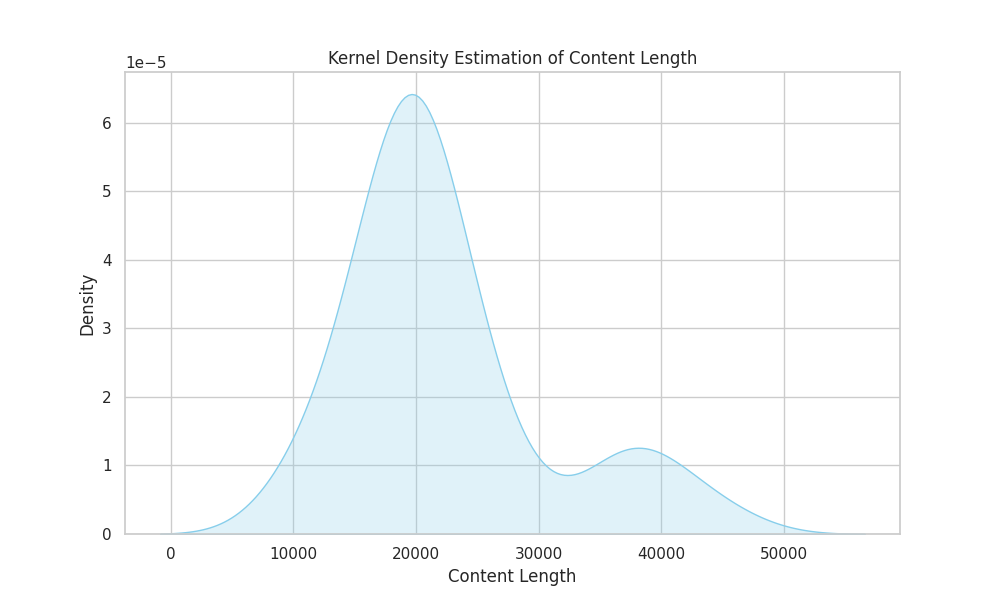 Kernel Density Estimation of Content Length
1e−5
6
5
4
3
2
1
0
Density
0 10000 20000 30000 40000 50000
Content Length